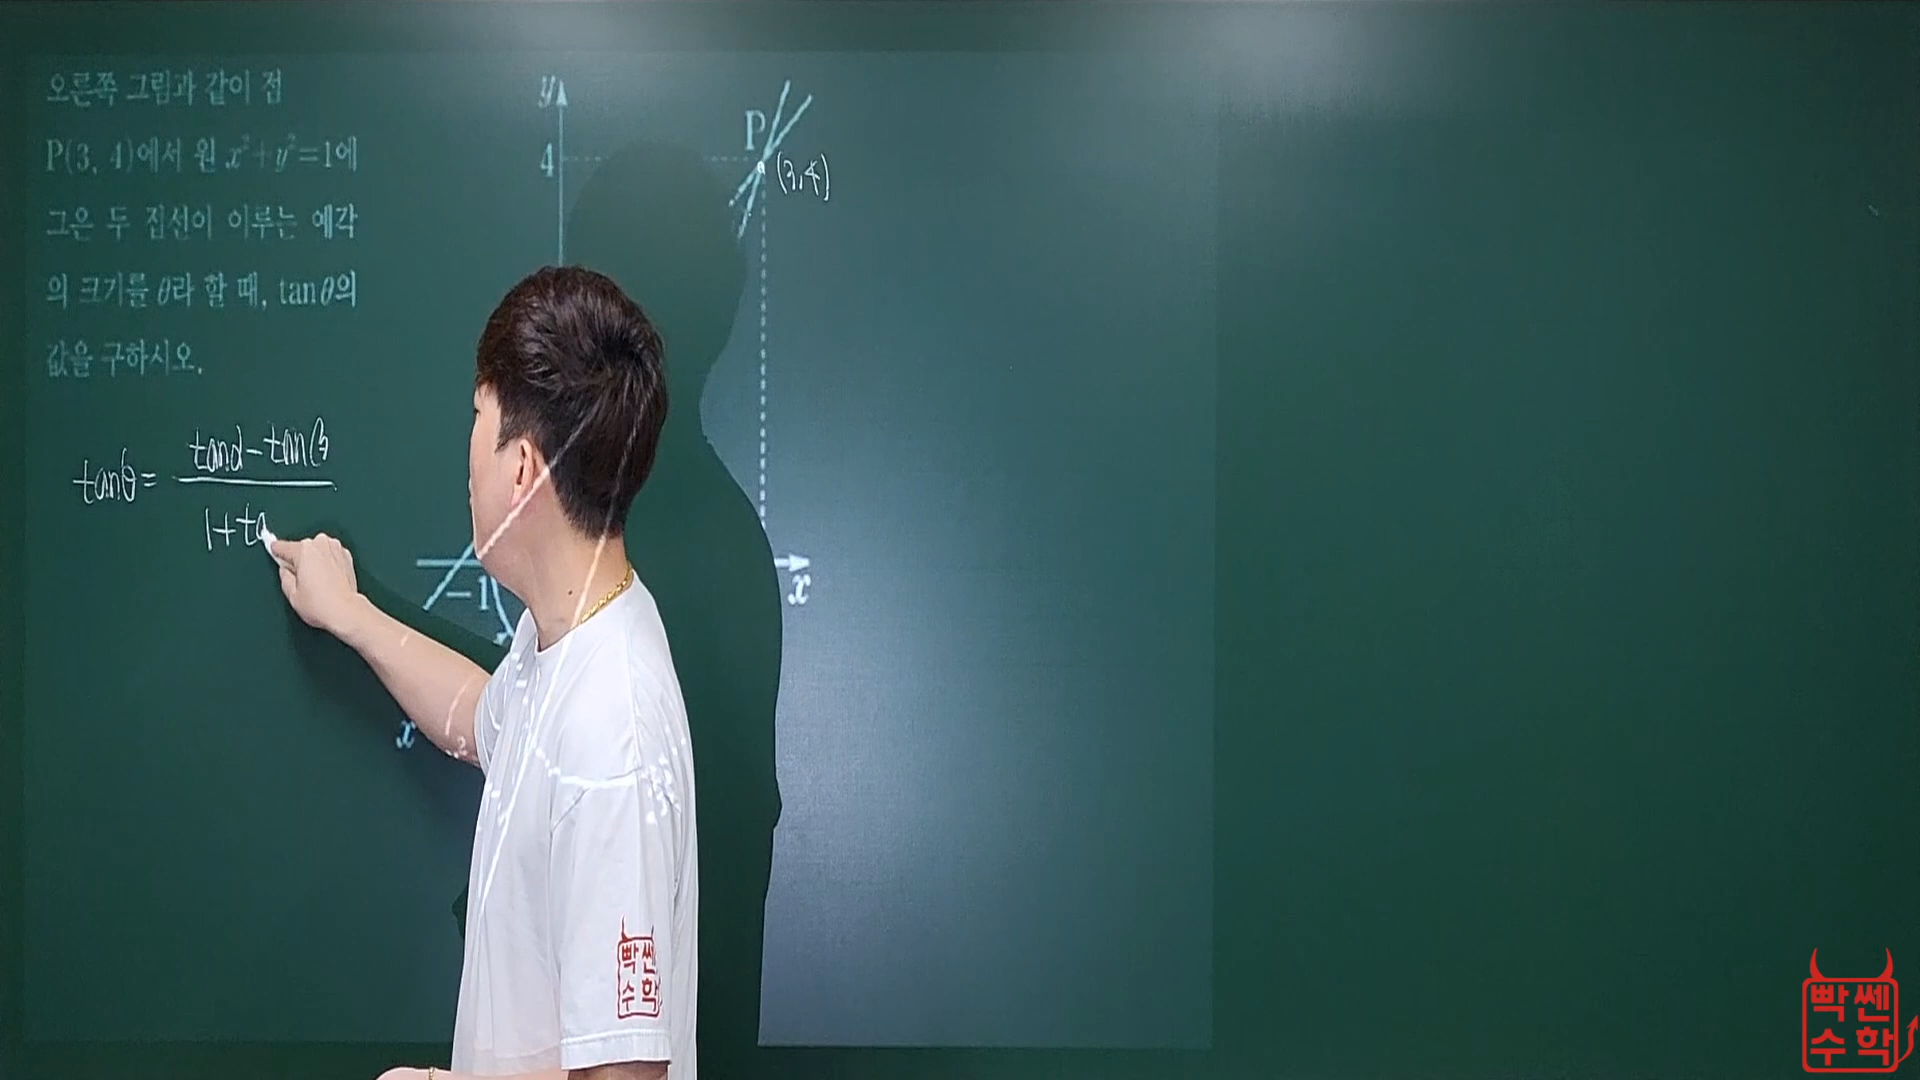 오른쪽 그림과 같이 점
P(3, 4)에서 원 x²+y²=1에
그은 두 접선이 이루는 예각
의 크기를 θ라 할 때, tanθ의
값을 구하시오.
tanθ= tanα-tanβ
1+ta
y
4
P
(3,4)
-1
x
x
빡쎈
수학
빡쎈
수학